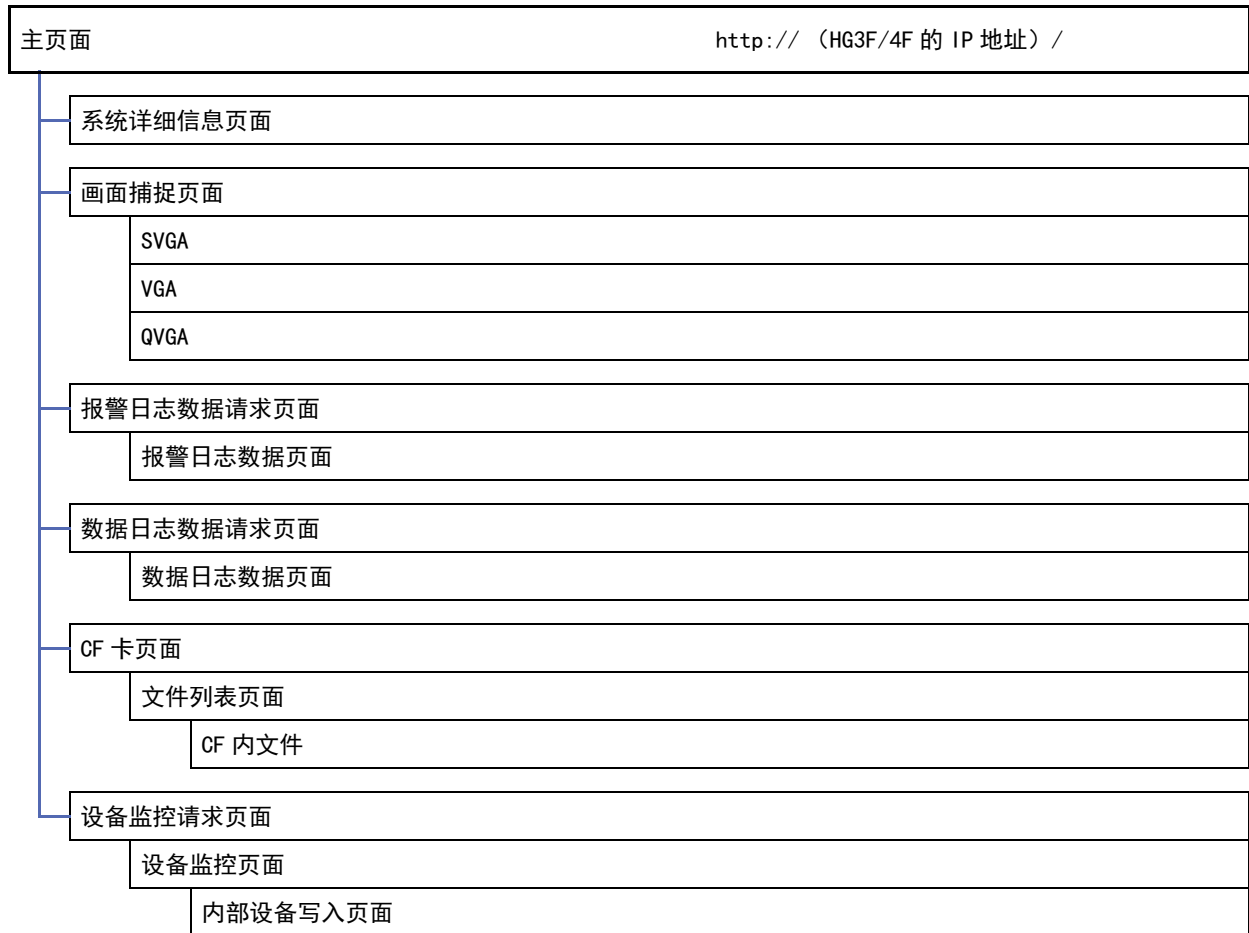 主页面 http:// （HG3F/4F 的 IP 地址）/
系统详细信息页面
画面捕捉页面
SVGA
VGA
QVGA
报警日志数据请求页面
报警日志数据页面
数据日志数据请求页面
数据日志数据页面
CF 卡页面
文件列表页面
CF 内文件
设备监控请求页面
设备监控页面
内部设备写入页面